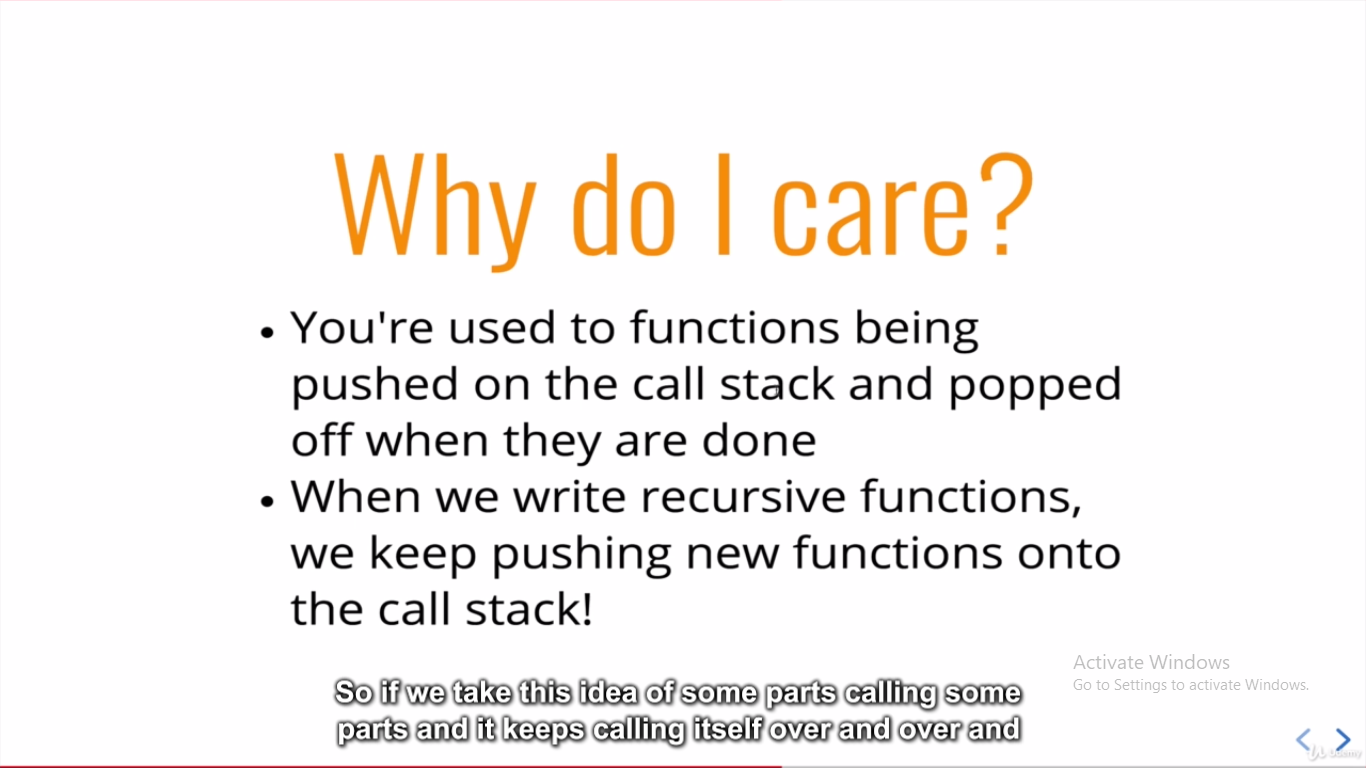 Why do I care?
• You're used to functions being
pushed on the call stack and popped
off when they are done
• When we write recursive functions,
we keep pushing new functions onto
the call stack!
Activate Windows
Go to Settings to activate Windows.
So if we take this idea of some parts calling some
parts and it keeps calling itself over and over and
Udemy